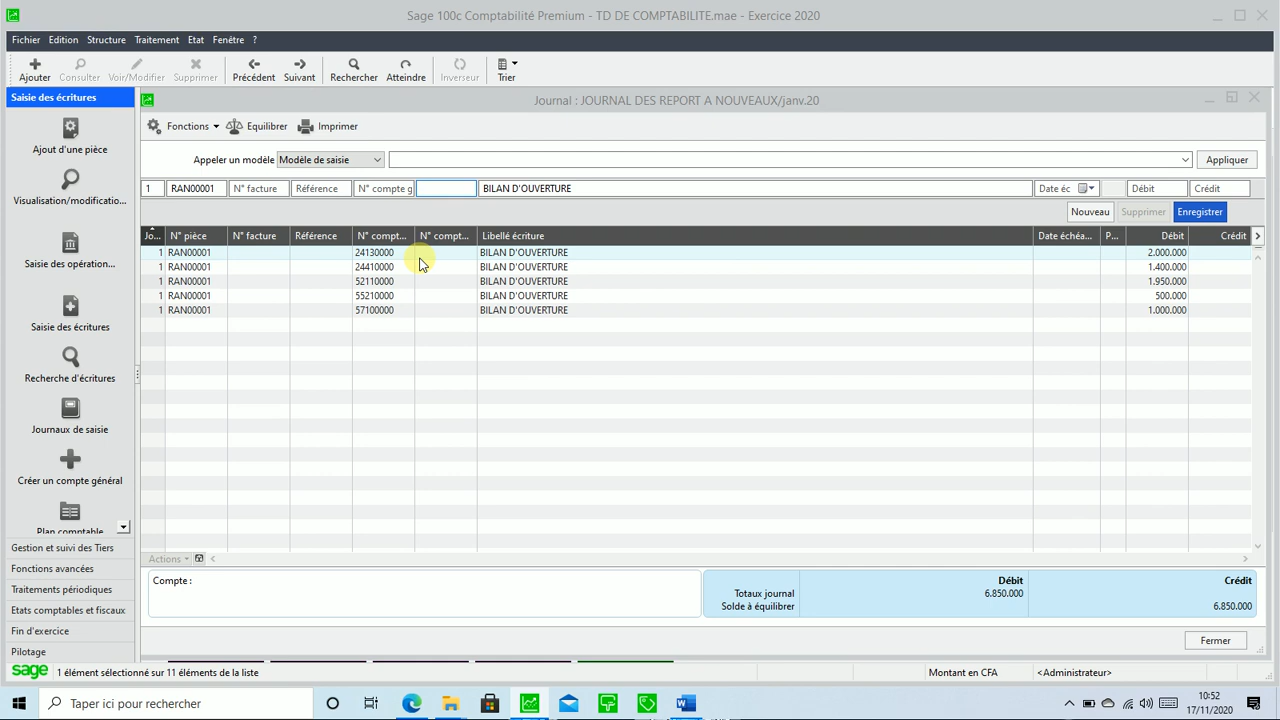 Sage 100c Comptabilité Premium - TD DE COMPTABILITE.mae - Exercice 2020
Fichier Edition Structure Traitement Etat Fenêtre ?
Ajouter Consulter Voir/Modifier Supprimer Précédent Suivant Rechercher Atteindre Inverseur Trier
Saisie des écritures
Journal : JOURNAL DES REPORT A NOUVEAUX/janv.20
Fonctions Equilibrer Imprimer
Ajout d'une pièce
Appeler un modèle Modèle de saisie Appliquer
1 RAN00001 N° facture Référence N° compte g BILAN D'OUVERTURE Date éc Débit Crédit
Visualisation/modificatio...
Nouveau Supprimer Enregistrer
Jo... N° pièce N° facture Référence N° compt... N° compt... Libellé écriture Date échéa... P... Débit Crédit
1 RAN00001 24130000 BILAN D'OUVERTURE 2.000.000
1 RAN00001 24410000 BILAN D'OUVERTURE 1.400.000
1 RAN00001 52110000 BILAN D'OUVERTURE 1.950.000
1 RAN00001 55210000 BILAN D'OUVERTURE 500.000
1 RAN00001 57100000 BILAN D'OUVERTURE 1.000.000
Saisie des opération...
Saisie des écritures
Recherche d'écritures
Journaux de saisie
Créer un compte général
Plan comptable
Gestion et suivi des Tiers
Fonctions avancées
Traitements périodiques
Etats comptables et fiscaux
Fin d'exercice
Pilotage
Actions
Compte :
Débit Crédit
Totaux journal 6.850.000
Solde à équilibrer 6.850.000
Fermer
sage 1 élément sélectionné sur 11 éléments de la liste Montant en CFA <Administrateur>
Taper ici pour rechercher
10:52
17/11/2020